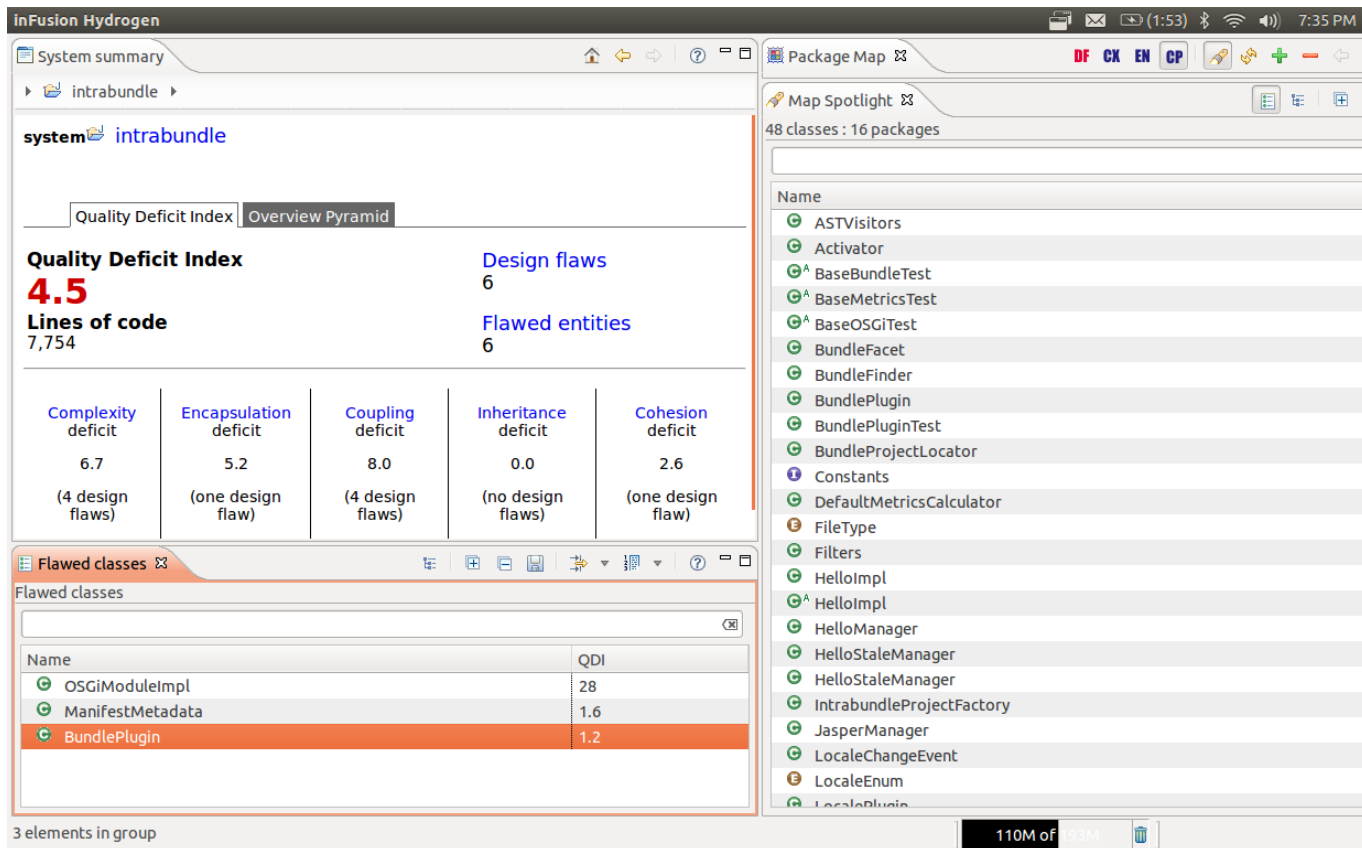 inFusion Hydrogen
(1:53)
7:35 PM
System summary
intrabundle
system intrabundle
Quality Deficit Index
Overview Pyramid
Quality Deficit Index
4.5
Lines of code
7,754
Design flaws
6
Flawed entities
6
Complexity
deficit
6.7
(4 design
flaws)
Encapsulation
deficit
5.2
(one design
flaw)
Coupling
deficit
8.0
(4 design
flaws)
Inheritance
deficit
0.0
(no design
flaws)
Cohesion
deficit
2.6
(one design
flaw)
Flawed classes
Flawed classes
Name QDI
OSGiModuleImpl 28
ManifestMetadata 1.6
BundlePlugin 1.2
3 elements in group
Package Map
DF CX EN CP
Map Spotlight
48 classes : 16 packages
Name
ASTVisitors
Activator
BaseBundleTest
BaseMetricsTest
BaseOSGiTest
BundleFacet
BundleFinder
BundlePlugin
BundlePluginTest
BundleProjectLocator
Constants
DefaultMetricsCalculator
FileType
Filters
HelloImpl
HelloImpl
HelloManager
HelloStaleManager
HelloStaleManager
IntrabundleProjectFactory
JasperManager
LocaleChangeEvent
LocaleEnum
LocalePlugin
110M of 193M